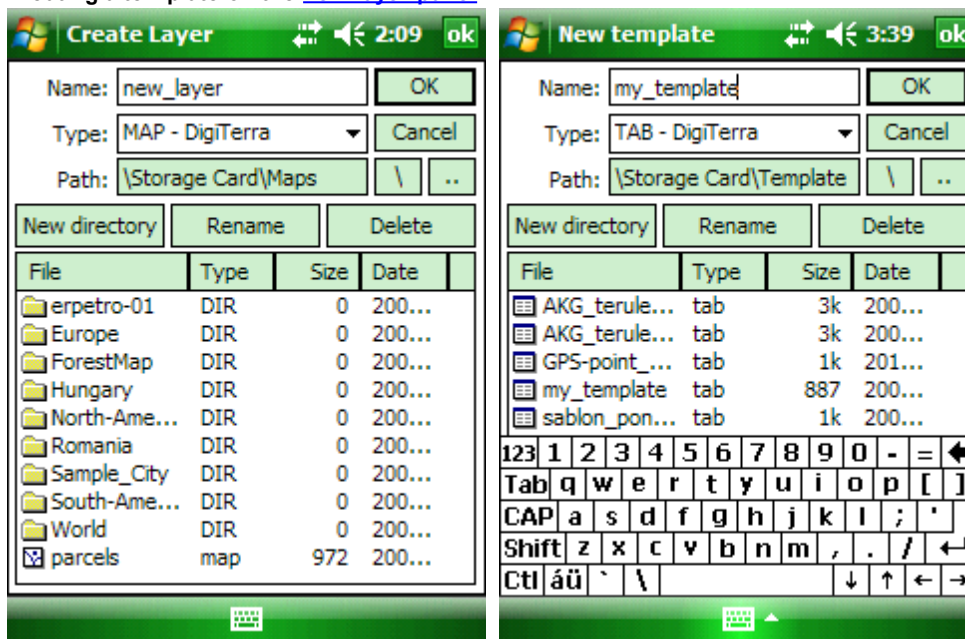 Create Layer 2:09 ok
Name: new_layer OK
Type: MAP - DigiTerra Cancel
Path: \Storage Card\Maps \ ..
New directory Rename Delete
File Type Size Date
erpetro-01 DIR 0 200...
Europe DIR 0 200...
ForestMap DIR 0 200...
Hungary DIR 0 200...
North-Ame... DIR 0 200...
Romania DIR 0 200...
Sample_City DIR 0 200...
South-Ame... DIR 0 200...
World DIR 0 200...
parcels map 972 200...
New template 3:39 ok
Name: my_template OK
Type: TAB - DigiTerra Cancel
Path: \Storage Card\Template \ ..
New directory Rename Delete
File Type Size Date
AKG_terule... tab 3k 200...
AKG_terule... tab 3k 200...
GPS-point_... tab 1k 201...
my_template tab 887 200...
sablon_pon... tab 1k 200...
123 1 2 3 4 5 6 7 8 9 0 - =
Tab q w e r t y u i o p [ ]
CAP a s d f g h j k l ; '
Shift z x c v b n m , . /
Ctl áü ` \ ↓ ↑ ← →